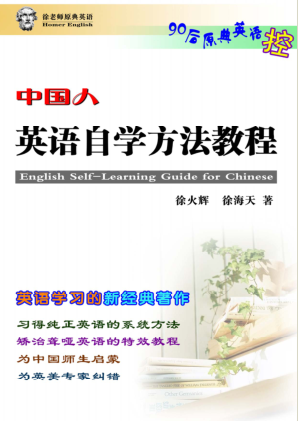 徐老师原典英语
Homer English
90后原典英语控
中国人
英语自学方法教程
English Self-Learning Guide for Chinese
徐火辉 徐海天 著
英语学习的新经典著作
习得纯正英语的系统方法
矫治聋哑英语的特效教程
为中国师生启蒙
为英美专家纠错